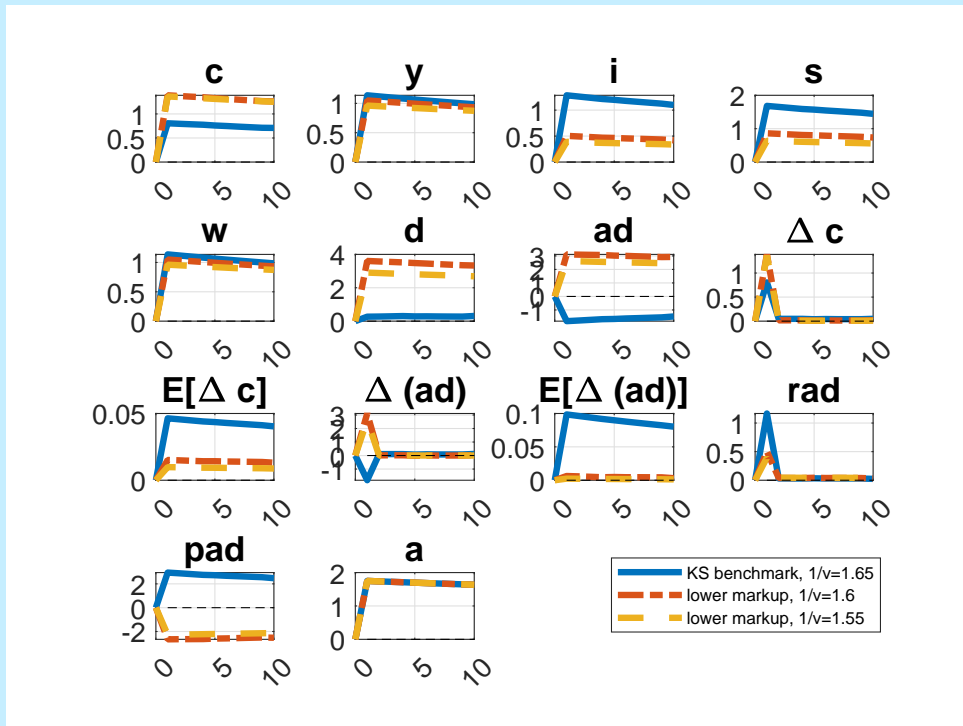 c y i s
1 0.5 0 0 5 10
1 0.5 0 0 5 10
1 0.5 0 0 5 10
2 1 0 0 5 10
w d ad Δ c
1 0.5 0 0 5 10
4 2 0 0 5 10
3 2 1 0 -1 0 5 10
1 0.5 0 0 5 10
E[Δ c] Δ (ad) E[Δ (ad)] rad
0.05 0 0 5 10
3 2 1 0 -1 0 5 10
0.1 0.05 0 0 5 10
1 0.5 0 0 5 10
pad a
2 0 -2 0 5 10
2 1 0 0 5 10
KS benchmark, 1/v=1.65
lower markup, 1/v=1.6
lower markup, 1/v=1.55